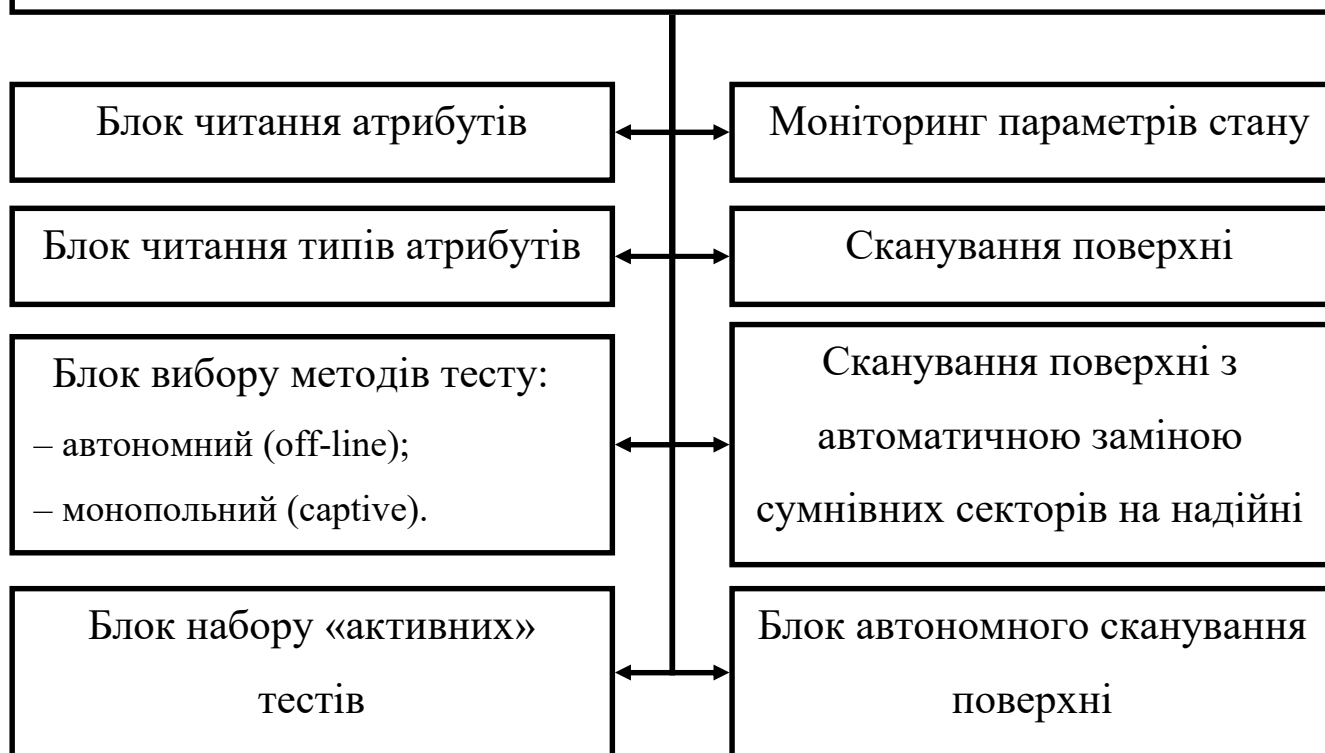 Блок читання атрибутів
Моніторинг параметрів стану
Блок читання типів атрибутів
Сканування поверхні
Блок вибору методів тесту:
– автономний (off-line);
– монопольний (captive).
Сканування поверхні з
автоматичною заміною
сумнівних секторів на надійні
Блок набору «активних»
тестів
Блок автономного сканування
поверхні